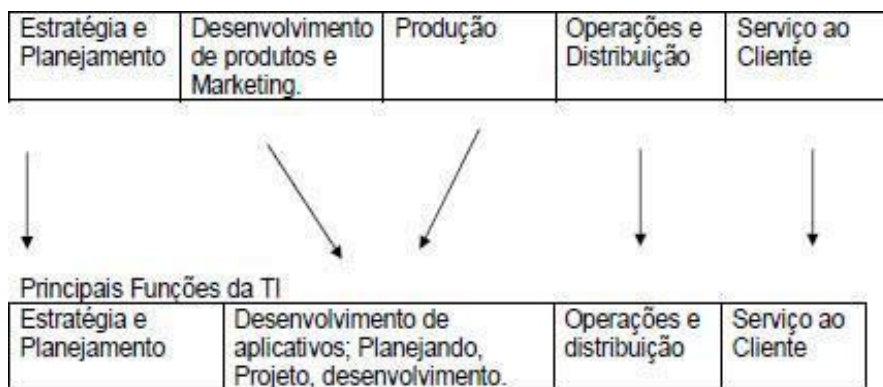 Estratégia e
Planejamento
Desenvolvimento
de produtos e
Marketing.
Produção
Operações e
Distribuição
Serviço ao
Cliente
Principais Funções da TI
Estratégia e
Planejamento
Desenvolvimento de
aplicativos; Planejando,
Projeto, desenvolvimento.
Operações e
distribuição
Serviço ao
Cliente